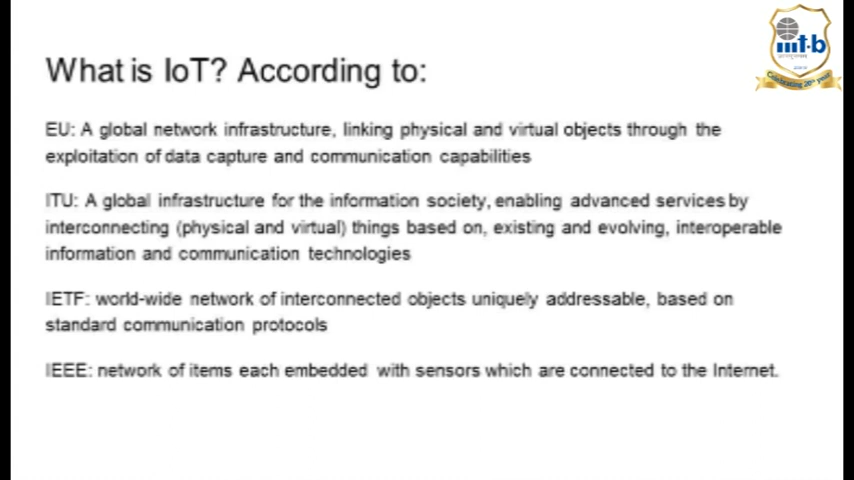 iiit-b
Celebrating 20th year
What is IoT? According to:
EU: A global network infrastructure, linking physical and virtual objects through the
exploitation of data capture and communication capabilities
ITU: A global infrastructure for the information society, enabling advanced services by
interconnecting (physical and virtual) things based on, existing and evolving, interoperable
information and communication technologies
IETF: world-wide network of interconnected objects uniquely addressable, based on
standard communication protocols
IEEE: network of items each embedded with sensors which are connected to the Internet.